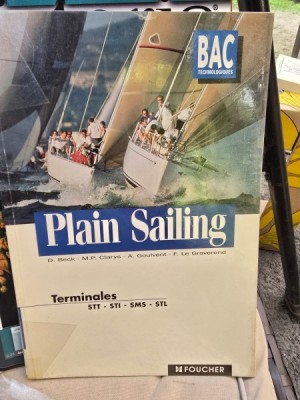 BAC
TECHNOLOGIQUES
Plain Sailing
D. Beck - M.P. Clarys - A. Goulvent - F. Le Graverend
Terminales
STT - STI - SMS - STL
FOUCHER